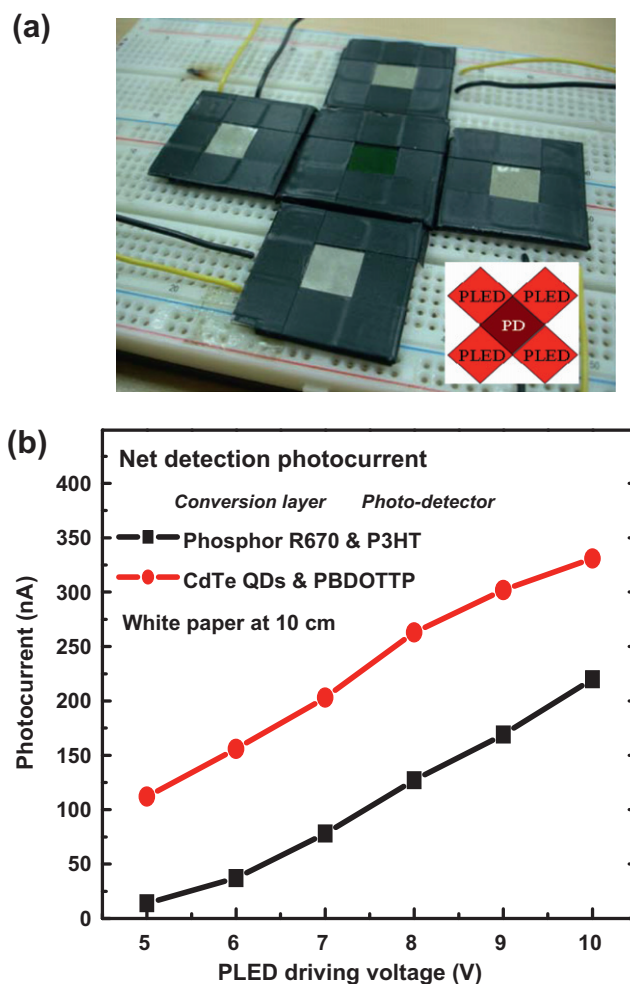 (a)
PLED PLED
PD
PLED PLED
(b)
Net detection photocurrent
Conversion layer Photo-detector
Phosphor R670 & P3HT
CdTe QDs & PBDOTTP
White paper at 10 cm
400
350
300
250
200
150
100
50
0
Photocurrent (nA)
5 6 7 8 9 10
PLED driving voltage (V)